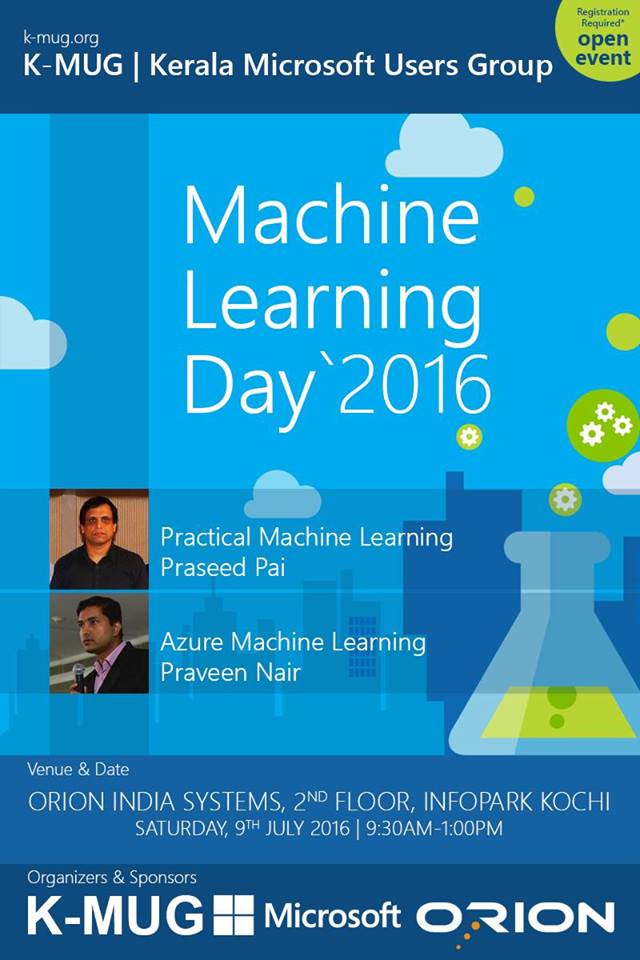 k-mug.org
K-MUG | Kerala Microsoft Users Group
Registration
Required*
open
event
Machine
Learning
Day`2016
Practical Machine Learning
Praseed Pai
Azure Machine Learning
Praveen Nair
Venue & Date
ORION INDIA SYSTEMS, 2ND FLOOR, INFOPARK KOCHI
SATURDAY, 9TH JULY 2016 | 9:30AM-1:00PM
Organizers & Sponsors
K-MUG Microsoft ORION